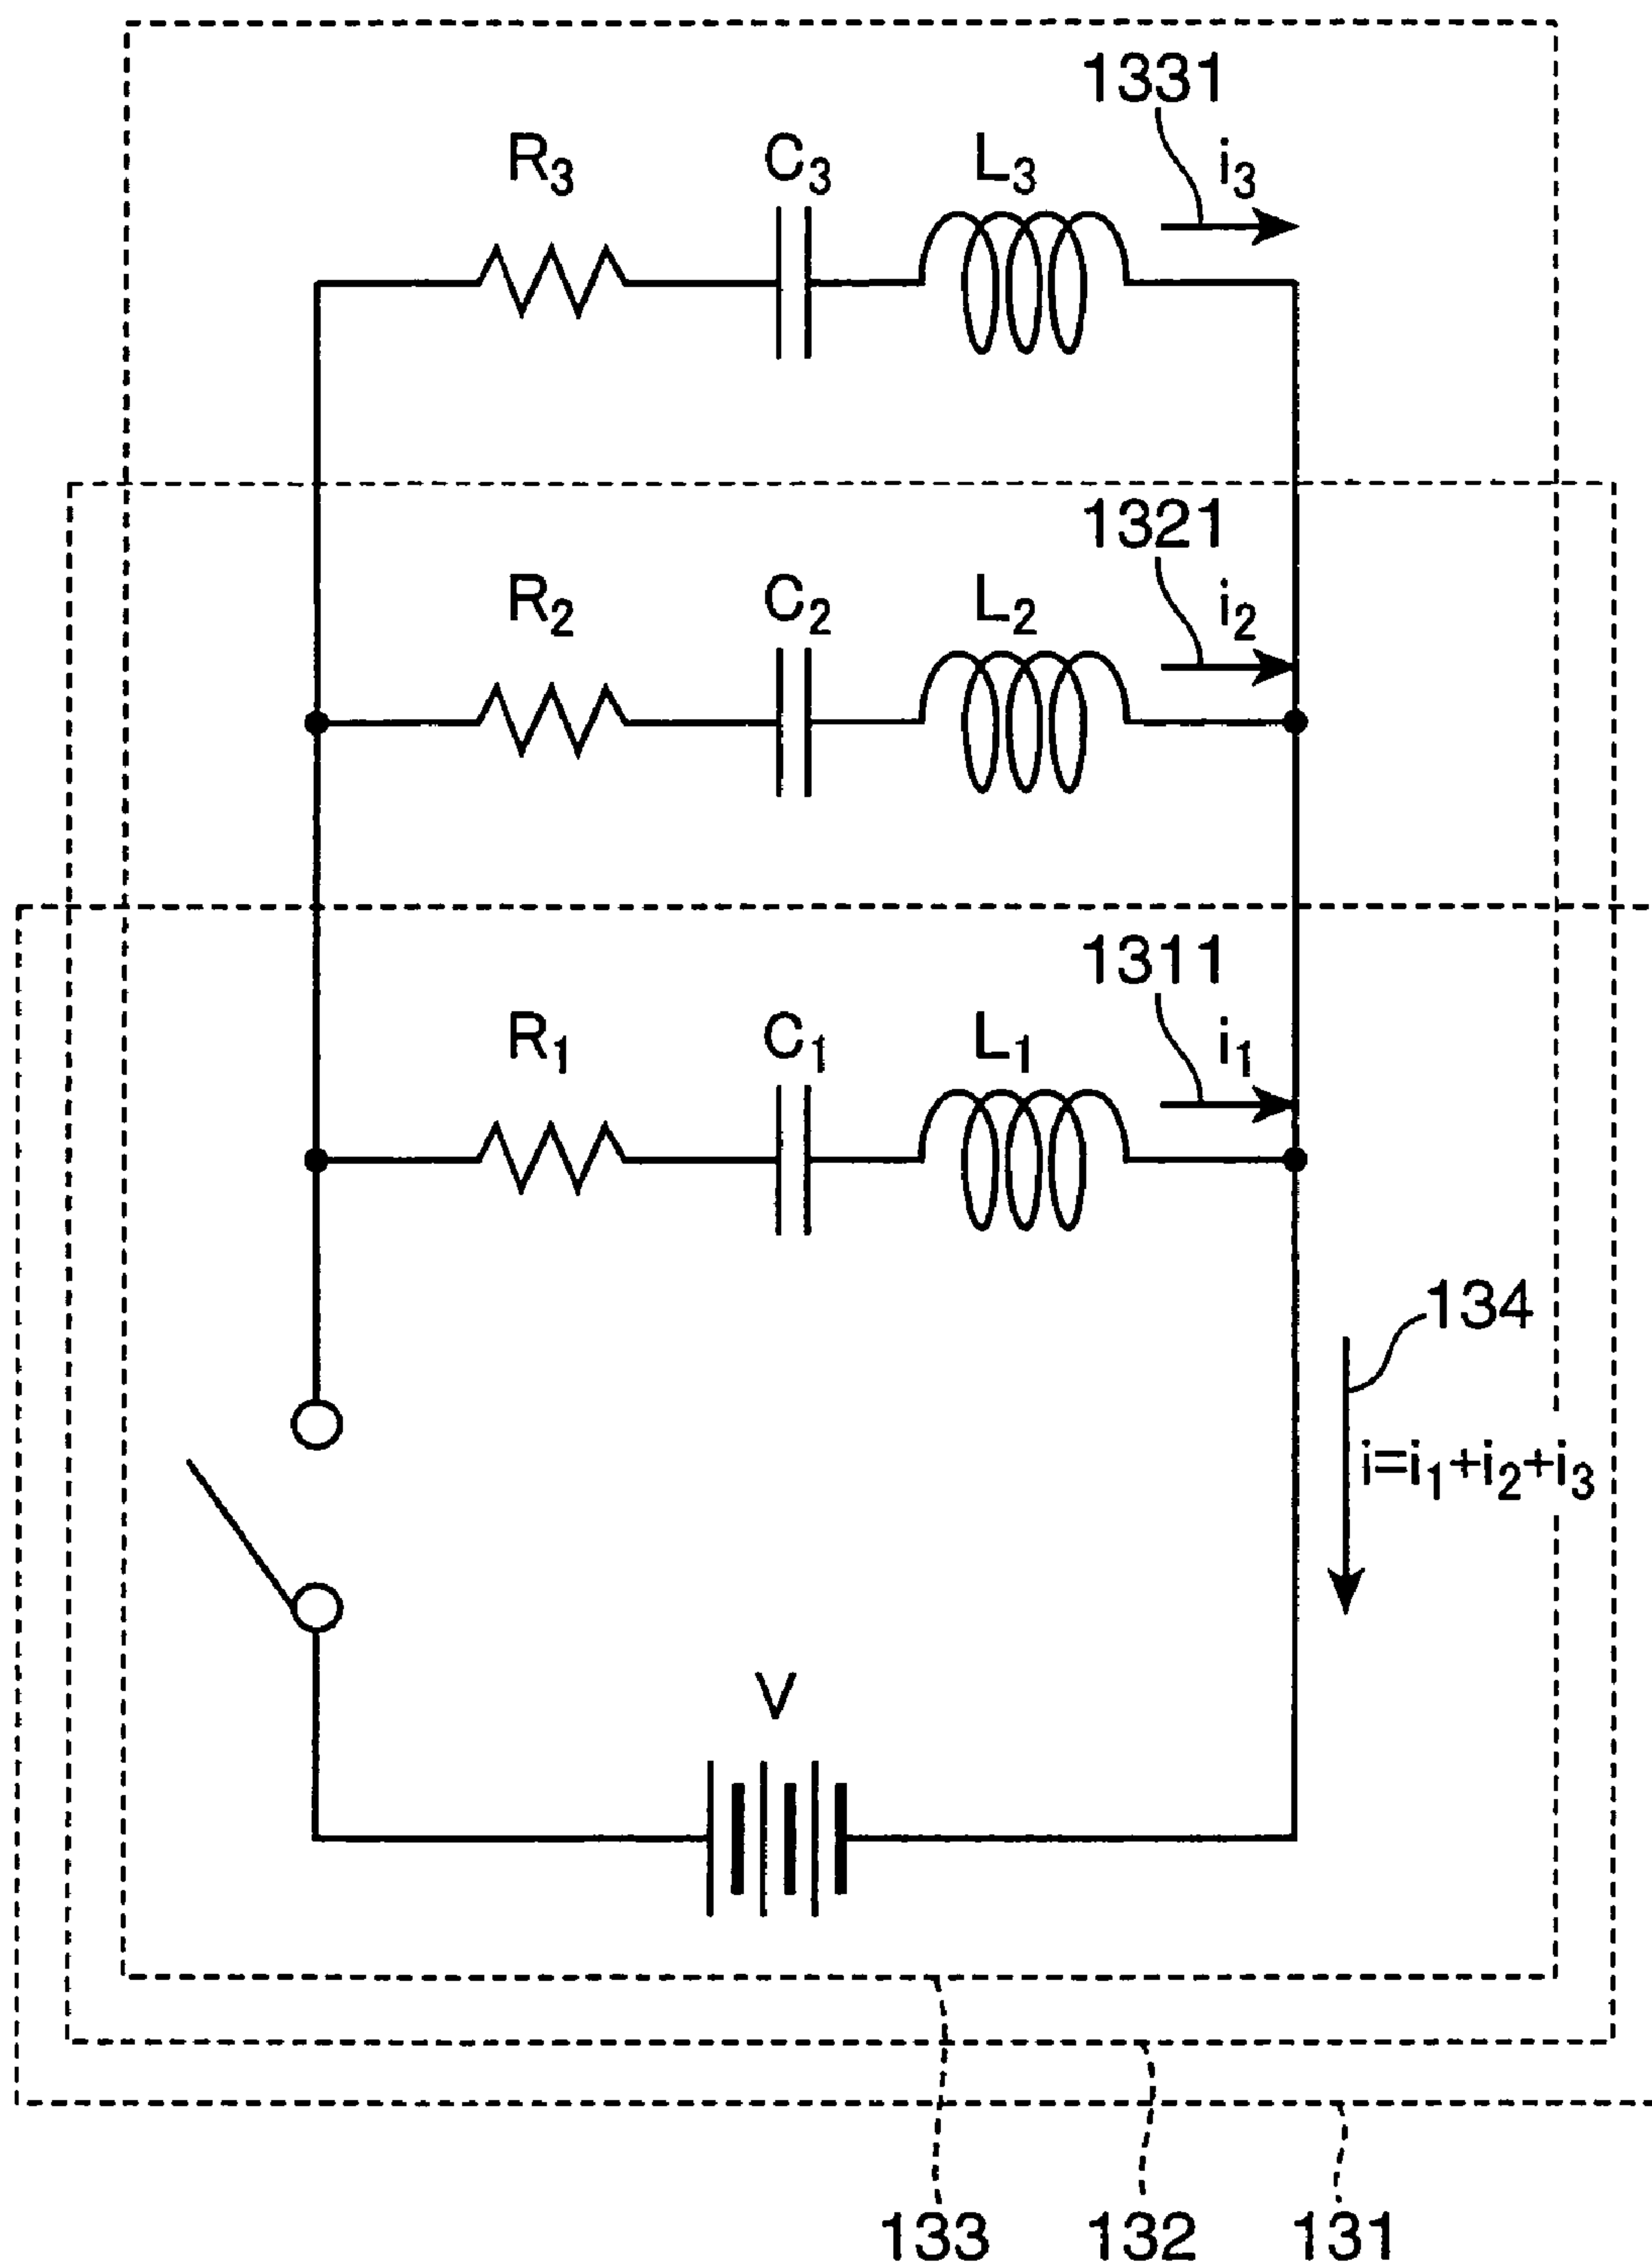 1331
R₃ C₃ L₃ i₃
1321
R₂ C₂ L₂ i₂
1311
R₁ C₁ L₁ i₁
134
i=i₁+i₂+i₃
V
133 132 131